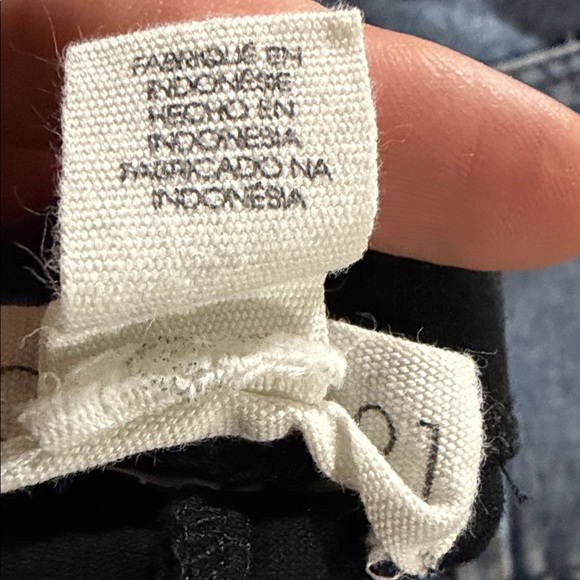 FABRIQUÉ EN
INDONÉSIE
HECHO EN
INDONESIA
FABRICADO NA
INDONÉSIA